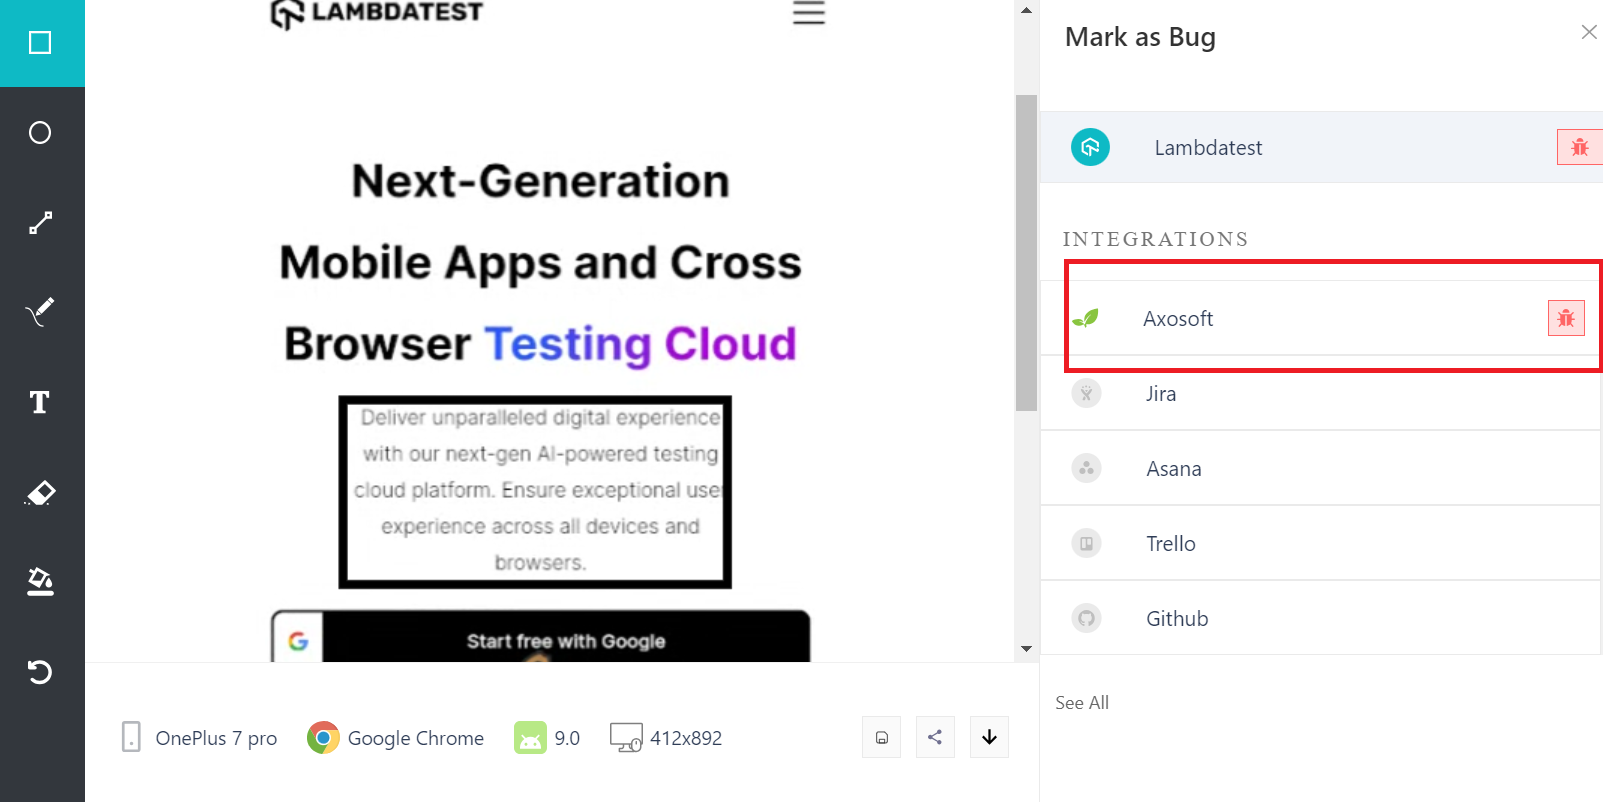 LAMBDATEST
Next-Generation
Mobile Apps and Cross
Browser Testing Cloud
Deliver unparalleled digital experience
with our next-gen AI-powered testing
cloud platform. Ensure exceptional use
experience across all devices and
browsers.
G
Start free with Google
OnePlus 7 pro
Google Chrome
9.0
412x892
Mark as Bug
Lambdatest
INTEGRATIONS
Axosoft
Jira
Asana
Trello
Github
See All
T